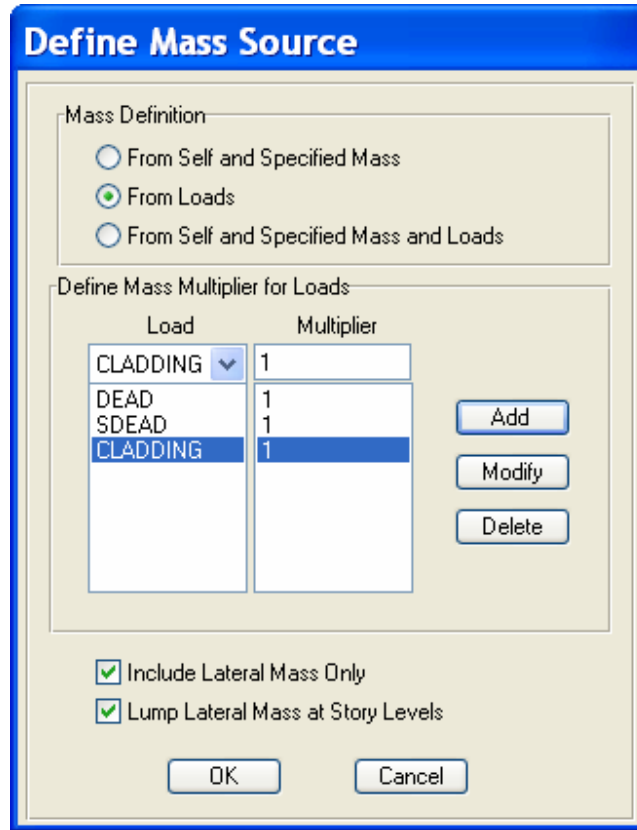 Define Mass Source
Mass Definition
From Self and Specified Mass
From Loads
From Self and Specified Mass and Loads
Define Mass Multiplier for Loads
Load Multiplier
CLADDING 1
DEAD 1
SDEAD 1
CLADDING 1
Add
Modify
Delete
Include Lateral Mass Only
Lump Lateral Mass at Story Levels
OK Cancel